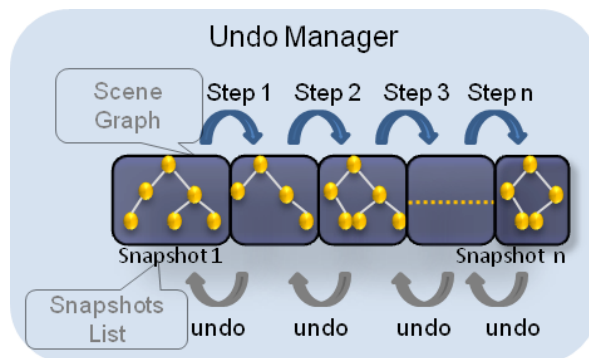 Undo Manager
Scene
Graph
Step 1
Step 2
Step 3
Step n
Snapshot 1
Snapshot n
Snapshots
List
undo
undo
undo
undo